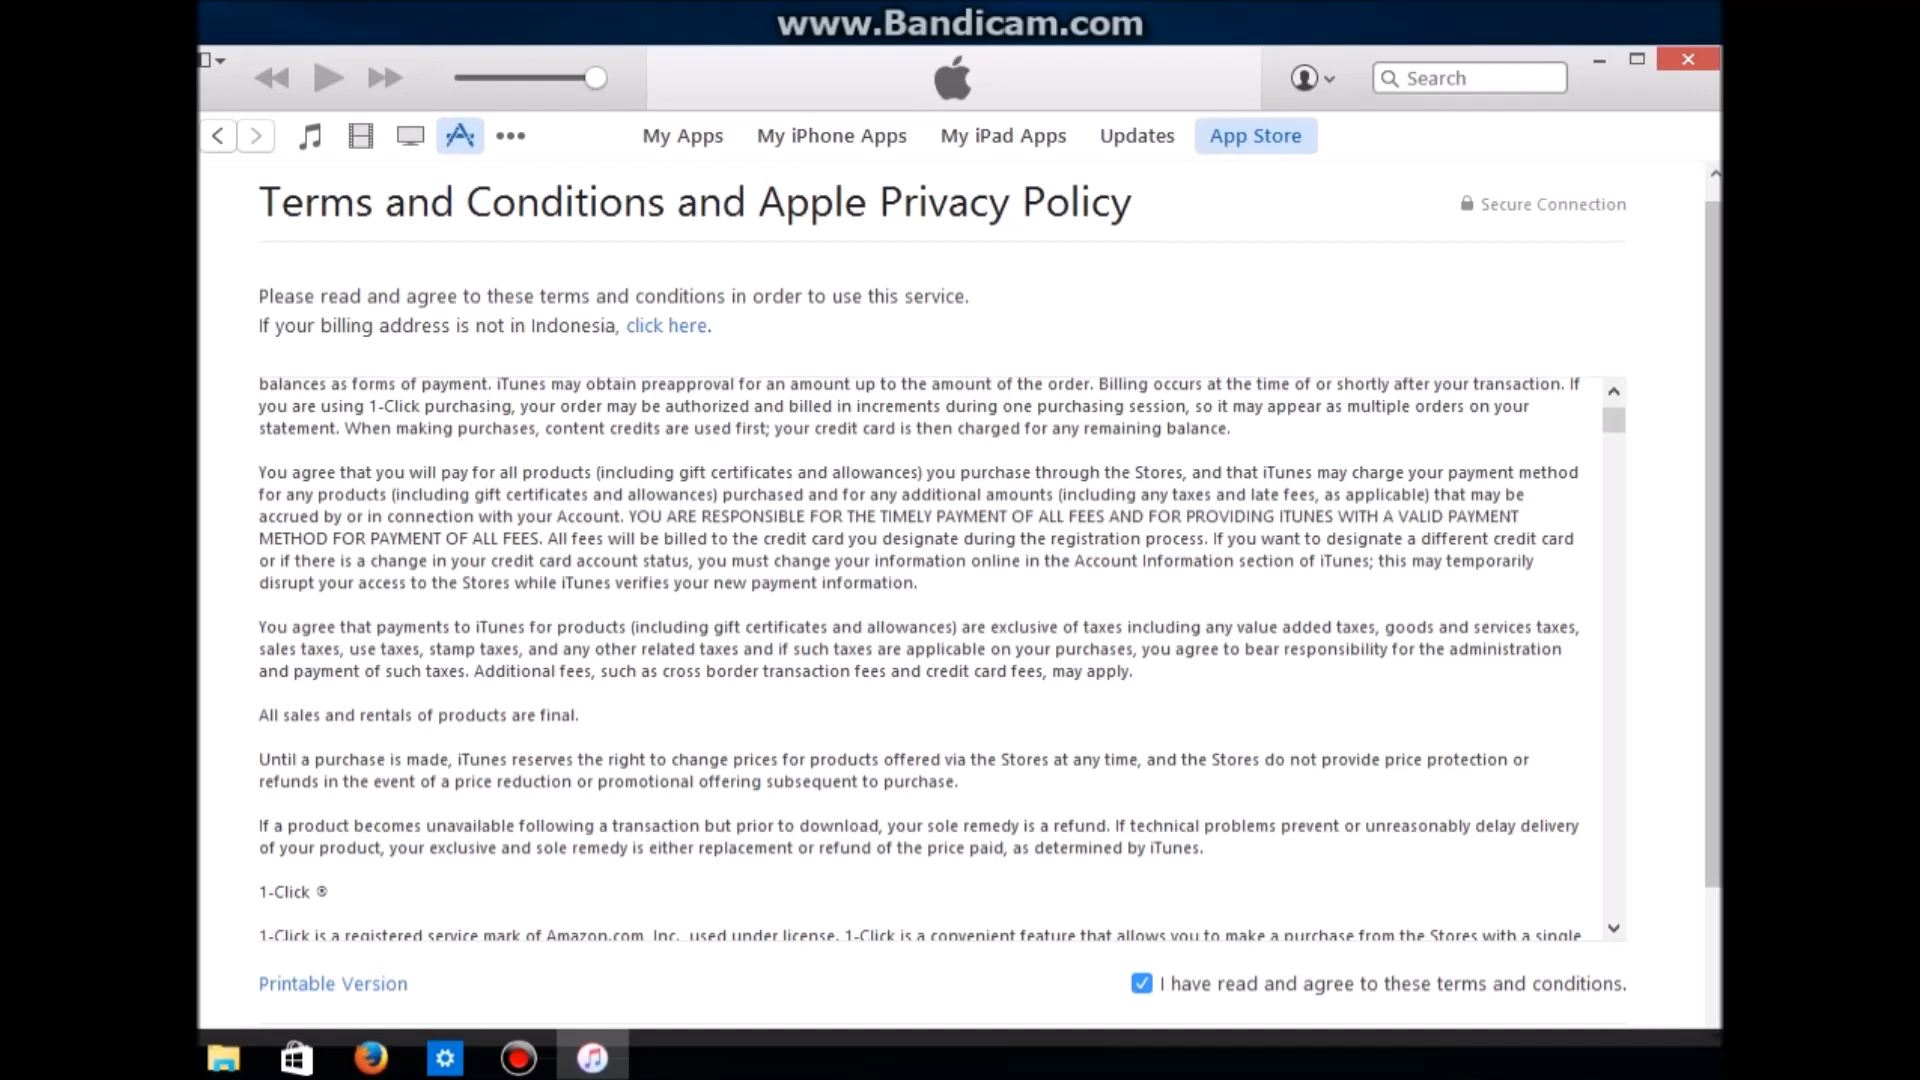 www.Bandicam.com
Search
My Apps
My iPhone Apps
My iPad Apps
Updates
App Store
Terms and Conditions and Apple Privacy Policy
Secure Connection
Please read and agree to these terms and conditions in order to use this service.
If your billing address is not in Indonesia, click here.
balances as forms of payment. iTunes may obtain preapproval for an amount up to the amount of the order. Billing occurs at the time of or shortly after your transaction. If
you are using 1-Click purchasing, your order may be authorized and billed in increments during one purchasing session, so it may appear as multiple orders on your
statement. When making purchases, content credits are used first; your credit card is then charged for any remaining balance.
You agree that you will pay for all products (including gift certificates and allowances) you purchase through the Stores, and that iTunes may charge your payment method
for any products (including gift certificates and allowances) purchased and for any additional amounts (including any taxes and late fees, as applicable) that may be
accrued by or in connection with your Account. YOU ARE RESPONSIBLE FOR THE TIMELY PAYMENT OF ALL FEES AND FOR PROVIDING ITUNES WITH A VALID PAYMENT
METHOD FOR PAYMENT OF ALL FEES. All fees will be billed to the credit card you designate during the registration process. If you want to designate a different credit card
or if there is a change in your credit card account status, you must change your information online in the Account Information section of iTunes; this may temporarily
disrupt your access to the Stores while iTunes verifies your new payment information.
You agree that payments to iTunes for products (including gift certificates and allowances) are exclusive of taxes including any value added taxes, goods and services taxes,
sales taxes, use taxes, stamp taxes, and any other related taxes and if such taxes are applicable on your purchases, you agree to bear responsibility for the administration
and payment of such taxes. Additional fees, such as cross border transaction fees and credit card fees, may apply.
All sales and rentals of products are final.
Until a purchase is made, iTunes reserves the right to change prices for products offered via the Stores at any time, and the Stores do not provide price protection or
refunds in the event of a price reduction or promotional offering subsequent to purchase.
If a product becomes unavailable following a transaction but prior to download, your sole remedy is a refund. If technical problems prevent or unreasonably delay delivery
of your product, your exclusive and sole remedy is either replacement or refund of the price paid, as determined by iTunes.
1-Click ®
1-Click is a registered service mark of Amazon.com, Inc., used under license. 1-Click is a convenient feature that allows you to make a purchase from the Stores with a single
Printable Version
I have read and agree to these terms and conditions.